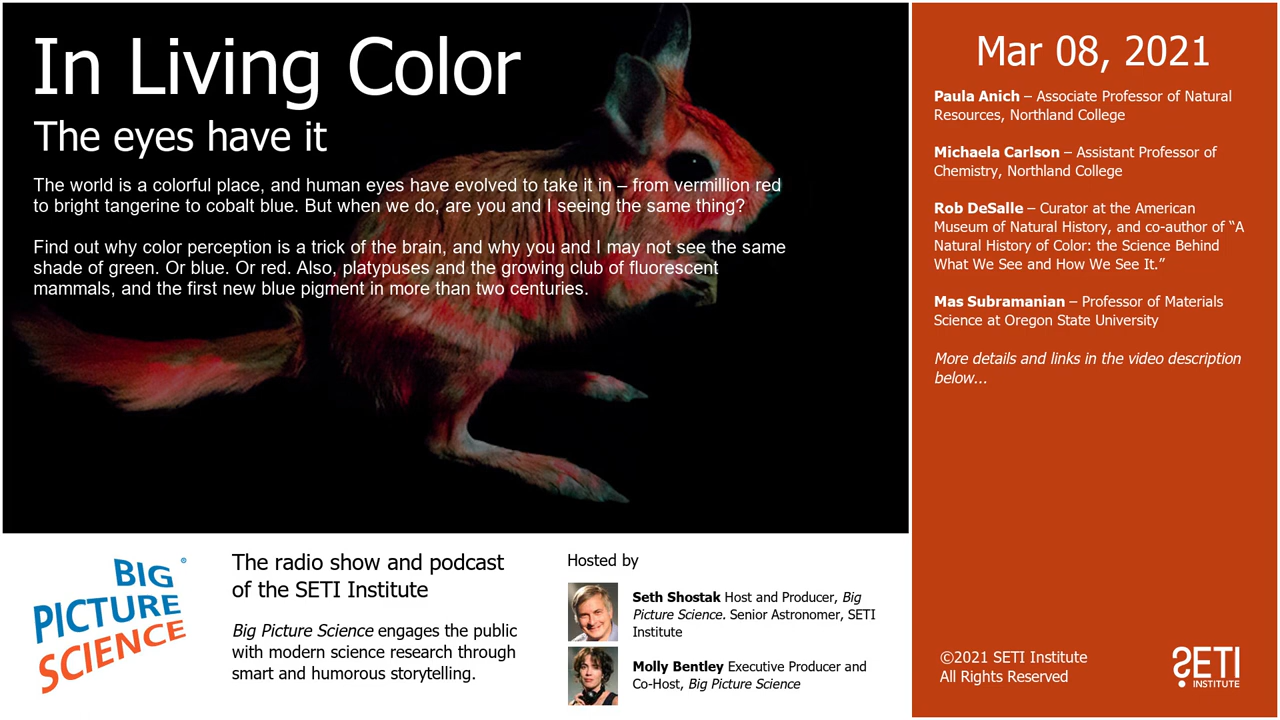 In Living Color
The eyes have it
The world is a colorful place, and human eyes have evolved to take it in – from vermillion red
to bright tangerine to cobalt blue. But when we do, are you and I seeing the same thing?
Find out why color perception is a trick of the brain, and why you and I may not see the same
shade of green. Or blue. Or red. Also, platypuses and the growing club of fluorescent
mammals, and the first new blue pigment in more than two centuries.
Mar 08, 2021
Paula Anich – Associate Professor of Natural
Resources, Northland College
Michaela Carlson – Assistant Professor of
Chemistry, Northland College
Rob DeSalle – Curator at the American
Museum of Natural History, and co-author of “A
Natural History of Color: the Science Behind
What We See and How We See It.”
Mas Subramanian – Professor of Materials
Science at Oregon State University
More details and links in the video description
below...
BIG ®
PICTURE
SCIENCE
The radio show and podcast
of the SETI Institute
Big Picture Science engages the public
with modern science research through
smart and humorous storytelling.
Hosted by
Seth Shostak Host and Producer, Big
Picture Science. Senior Astronomer, SETI
Institute
Molly Bentley Executive Producer and
Co-Host, Big Picture Science
©2021 SETI Institute
All Rights Reserved
SETI
INSTITUTE